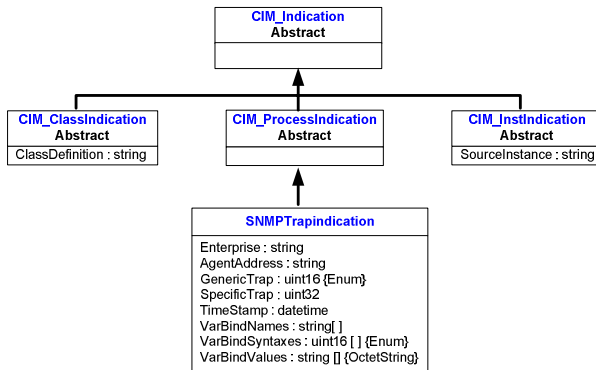 CIM_Indication
Abstract
CIM_ClassIndication
Abstract
ClassDefinition : string
CIM_ProcessIndication
Abstract
CIM_InstIndication
Abstract
SourceInstance : string
SNMPTrapindication
Enterprise : string
AgentAddress : string
GenericTrap : uint16 {Enum}
SpecificTrap : uint32
TimeStamp : datetime
VarBindNames : string[ ]
VarBindSyntaxes : uint16 [ ] {Enum}
VarBindValues : string [] {OctetString}